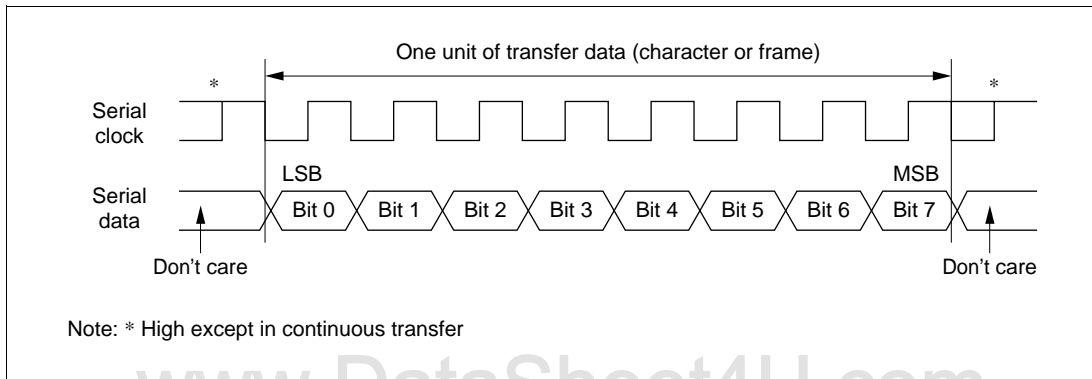 One unit of transfer data (character or frame)
* *
Serial clock
LSB MSB
Serial data
Bit 0 Bit 1 Bit 2 Bit 3 Bit 4 Bit 5 Bit 6 Bit 7
Don't care Don't care
Note: * High except in continuous transfer
www.DataSheet4U.com